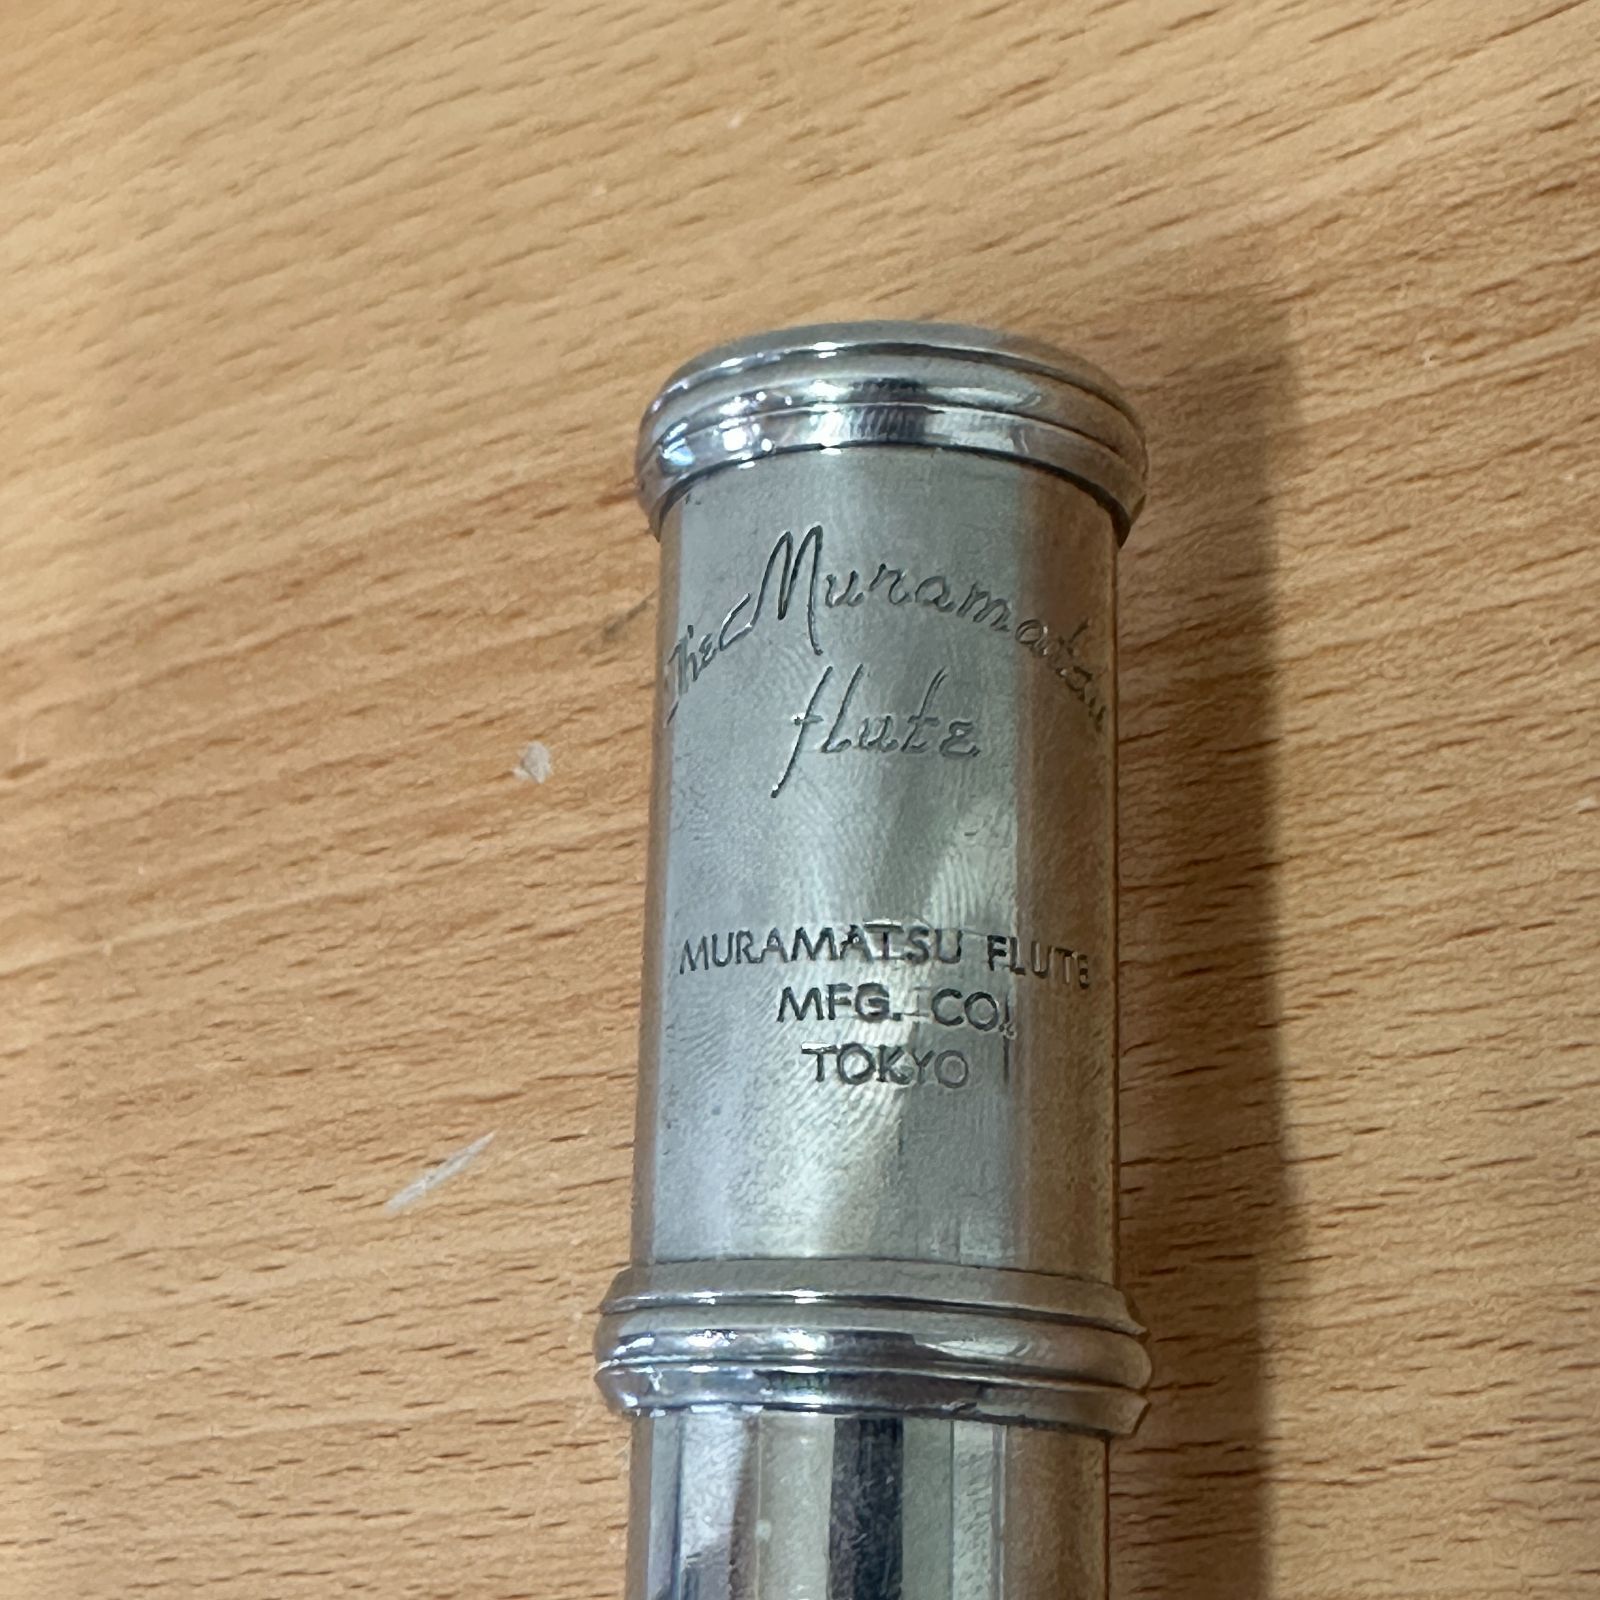 The Muramatsu
flute
MURAMATSU FLUTE
MFG. CO.
TOKYO